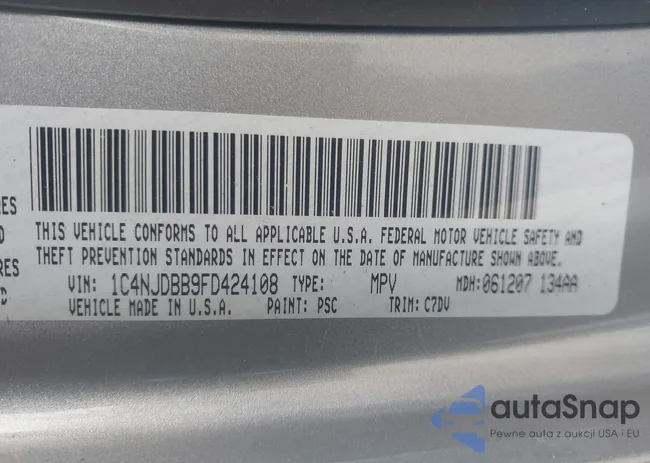 RES
D
RES
D
THIS VEHICLE CONFORMS TO ALL APPLICABLE U.S.A. FEDERAL MOTOR VEHICLE SAFETY AND
THEFT PREVENTION STANDARDS IN EFFECT ON THE DATE OF MANUFACTURE SHOWN ABOVE.
VIN: 1C4NJDBB9FD424108 TYPE: MPV MDH:061207 134AA
VEHICLE MADE IN U.S.A. PAINT: PSC TRIM: C7DV
autaSnap
Pewne auta z aukcji USA i EU